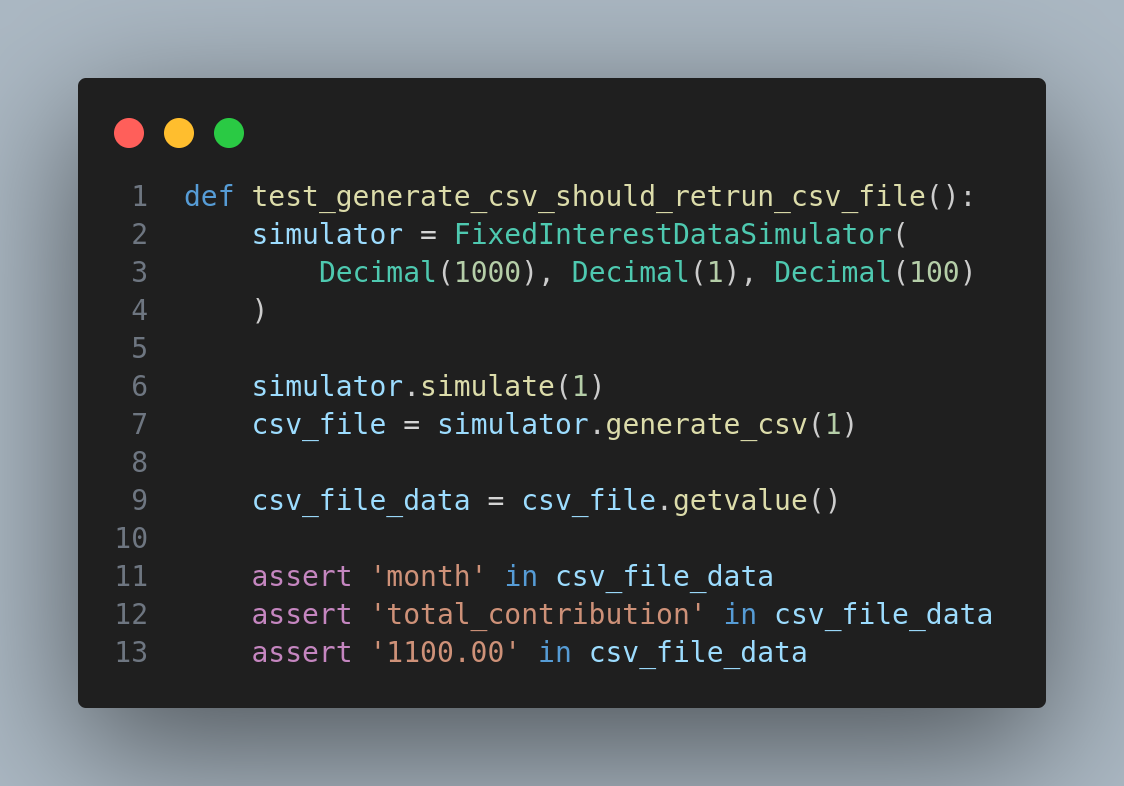 1 def test_generate_csv_should_retrun_csv_file():
2     simulator = FixedInterestDataSimulator(
3         Decimal(1000), Decimal(1), Decimal(100)
4     )
5
6     simulator.simulate(1)
7     csv_file = simulator.generate_csv(1)
8
9     csv_file_data = csv_file.getvalue()
10
11     assert 'month' in csv_file_data
12     assert 'total_contribution' in csv_file_data
13     assert '1100.00' in csv_file_data